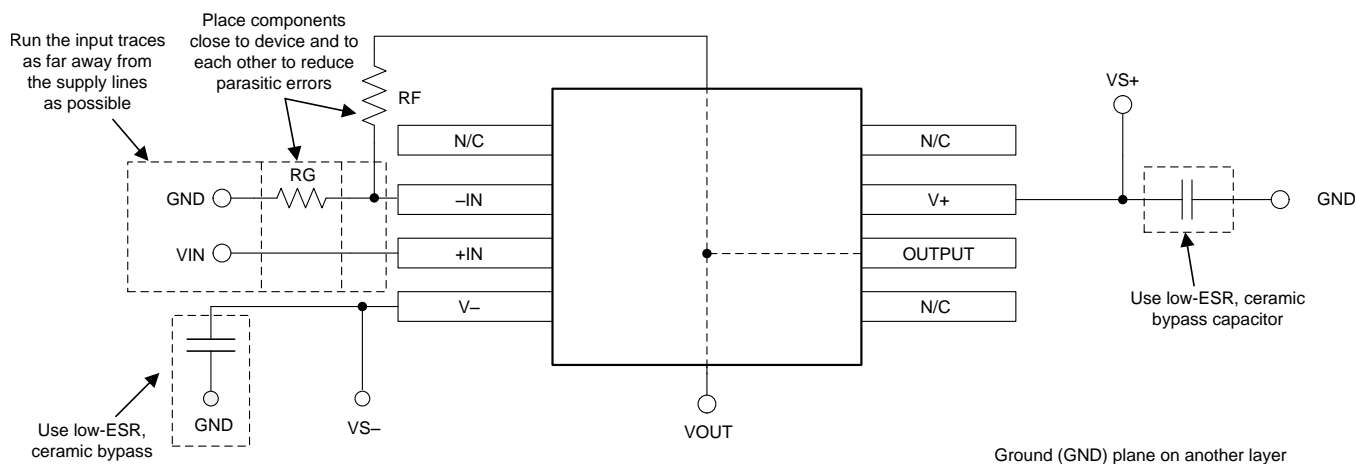 Place components
close to device and to
each other to reduce
parasitic errors
Run the input traces
as far away from
the supply lines
as possible
VS+
RF
N/C
N/C
RG
GND
–IN
V+
GND
VIN
+IN
OUTPUT
V–
N/C
Use low-ESR, ceramic
bypass capacitor
GND
VS–
VOUT
Use low-ESR,
ceramic bypass
Ground (GND) plane on another layer